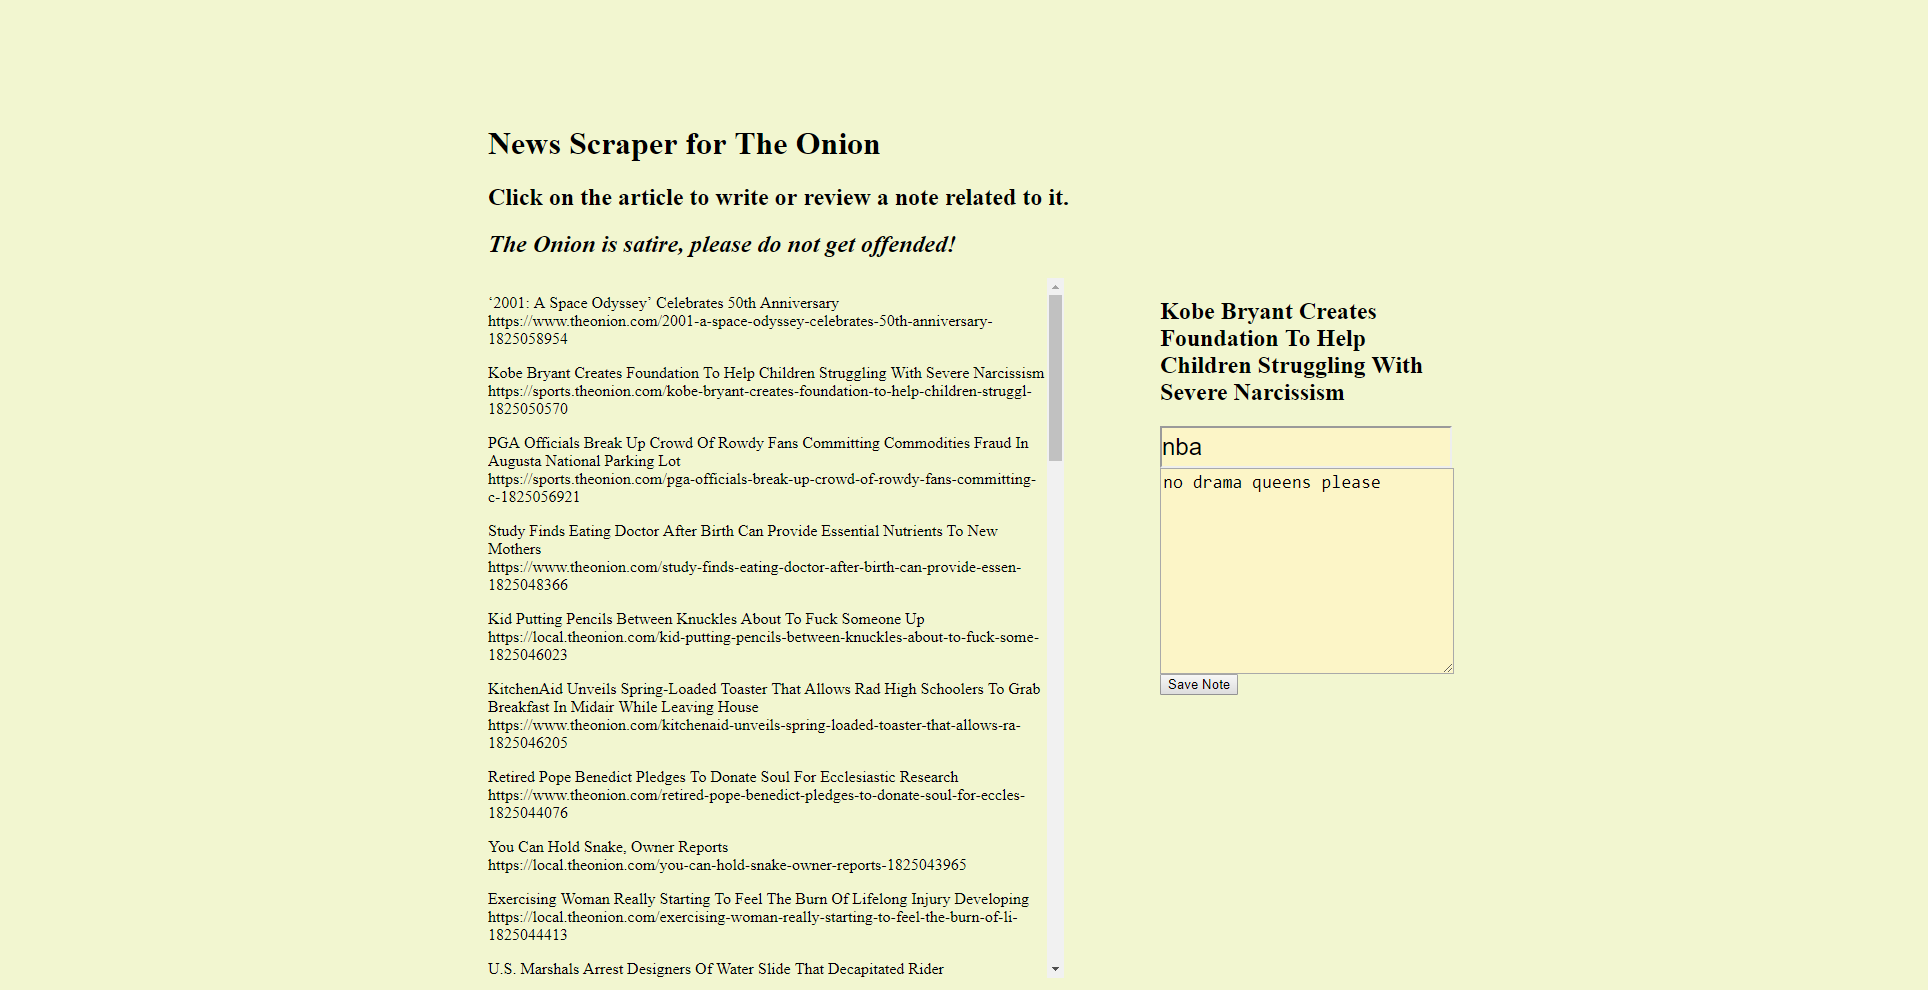 News Scraper for The Onion
Click on the article to write or review a note related to it.
The Onion is satire, please do not get offended!
‘2001: A Space Odyssey’ Celebrates 50th Anniversary
https://www.theonion.com/2001-a-space-odyssey-celebrates-50th-anniversary-
1825058954
Kobe Bryant Creates Foundation To Help Children Struggling With Severe Narcissism
https://sports.theonion.com/kobe-bryant-creates-foundation-to-help-children-struggl-
1825050570
PGA Officials Break Up Crowd Of Rowdy Fans Committing Commodities Fraud In
Augusta National Parking Lot
https://sports.theonion.com/pga-officials-break-up-crowd-of-rowdy-fans-committing-
c-1825056921
Study Finds Eating Doctor After Birth Can Provide Essential Nutrients To New
Mothers
https://www.theonion.com/study-finds-eating-doctor-after-birth-can-provide-essen-
1825048366
Kid Putting Pencils Between Knuckles About To Fuck Someone Up
https://local.theonion.com/kid-putting-pencils-between-knuckles-about-to-fuck-some-
1825046023
KitchenAid Unveils Spring-Loaded Toaster That Allows Rad High Schoolers To Grab
Breakfast In Midair While Leaving House
https://www.theonion.com/kitchenaid-unveils-spring-loaded-toaster-that-allows-ra-
1825046205
Retired Pope Benedict Pledges To Donate Soul For Ecclesiastic Research
https://www.theonion.com/retired-pope-benedict-pledges-to-donate-soul-for-eccles-
1825044076
You Can Hold Snake, Owner Reports
https://local.theonion.com/you-can-hold-snake-owner-reports-1825043965
Exercising Woman Really Starting To Feel The Burn Of Lifelong Injury Developing
https://local.theonion.com/exercising-woman-really-starting-to-feel-the-burn-of-li-
1825044413
U.S. Marshals Arrest Designers Of Water Slide That Decapitated Rider
Kobe Bryant Creates
Foundation To Help
Children Struggling With
Severe Narcissism
nba
no drama queens please
Save Note